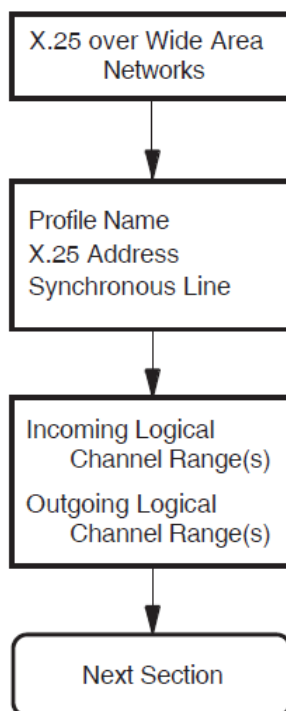 X.25 over Wide Area
Networks
Profile Name
X.25 Address
Synchronous Line
Incoming Logical
Channel Range(s)
Outgoing Logical
Channel Range(s)
Next Section